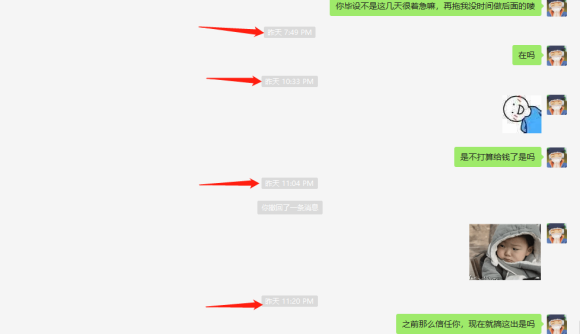 你毕设不是这几天很着急嘛，再拖我没时间做后面的喽
昨天 7:49 PM
在吗
昨天 10:33 PM
是不打算给钱了是吗
昨天 11:04 PM
你撤回了一条消息
昨天 11:20 PM
之前那么信任你，现在就搞这出是吗